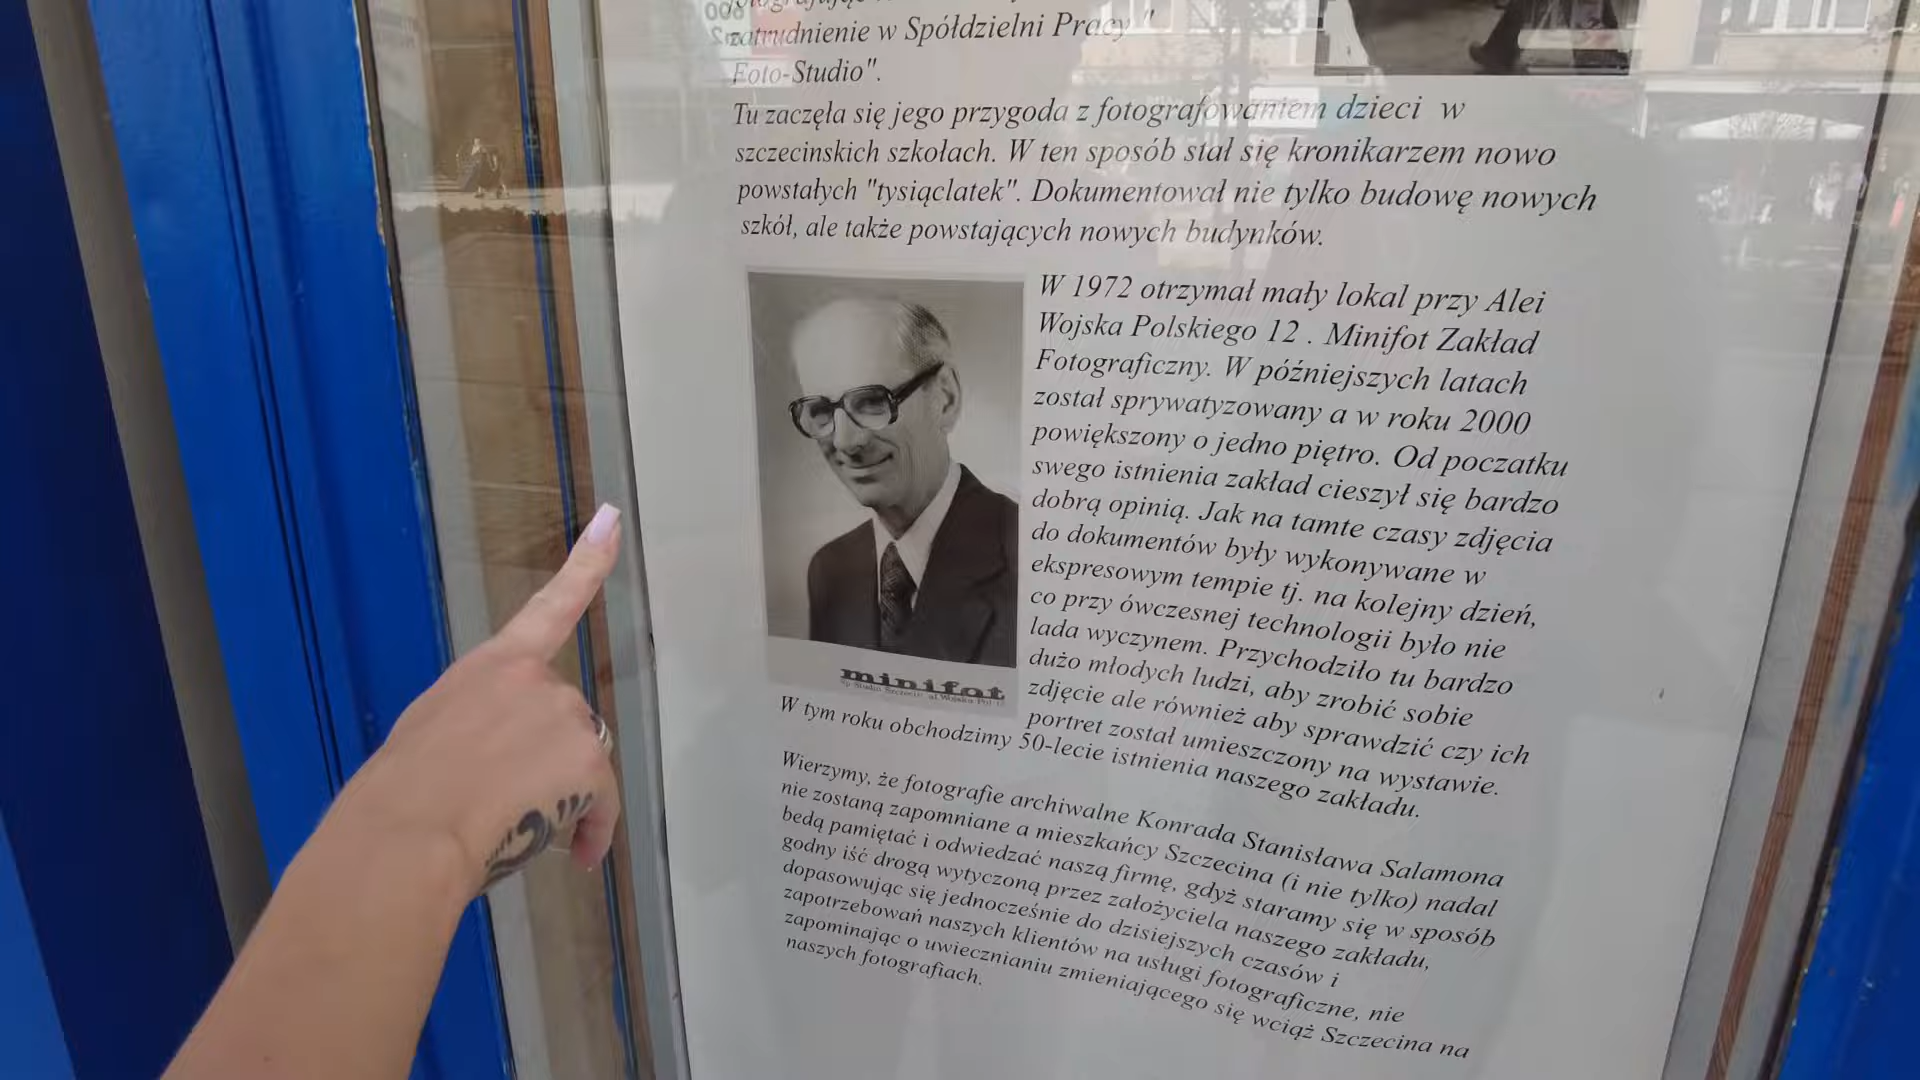 zatrudnienie w Spółdzielni Pracy "
Foto-Studio".
Tu zaczęła się jego przygoda z fotografowaniem dzieci w
szczecinskich szkołach. W ten sposób stał się kronikarzem nowo
powstałych "tysiąclatek". Dokumentował nie tylko budowę nowych
szkół, ale także powstających nowych budynków.
W 1972 otrzymał mały lokal przy Alei
Wojska Polskiego 12 . Minifot Zakład
Fotograficzny. W późniejszych latach
został sprywatyzowany a w roku 2000
powiększony o jedno piętro. Od poczatku
swego istnienia zakład cieszył się bardzo
dobrą opinią. Jak na tamte czasy zdjęcia
do dokumentów były wykonywane w
ekspresowym tempie tj. na kolejny dzień,
co przy ówczesnej technologii było nie
lada wyczynem. Przychodziło tu bardzo
dużo młodych ludzi, aby zrobić sobie
zdjęcie ale również aby sprawdzić czy ich
portret został umieszczony na wystawie.
minifot
Sp. Studio Szczecin al Wojska Pol 12
W tym roku obchodzimy 50-lecie istnienia naszego zakładu.
Wierzymy, że fotografie archiwalne Konrada Stanisława Salamona
nie zostaną zapomniane a mieszkańcy Szczecina (i nie tylko) nadal
bedą pamiętać i odwiedzać naszą firmę, gdyż staramy się w sposób
godny iść drogą wytyczoną przez założyciela naszego zakładu,
dopasowując się jednocześnie do dzisiejszych czasów i
zapotrzebowań naszych klientów na usługi fotograficzne, nie
zapominając o uwiecznianiu zmieniającego się wciąż Szczecina na
naszych fotografiach.